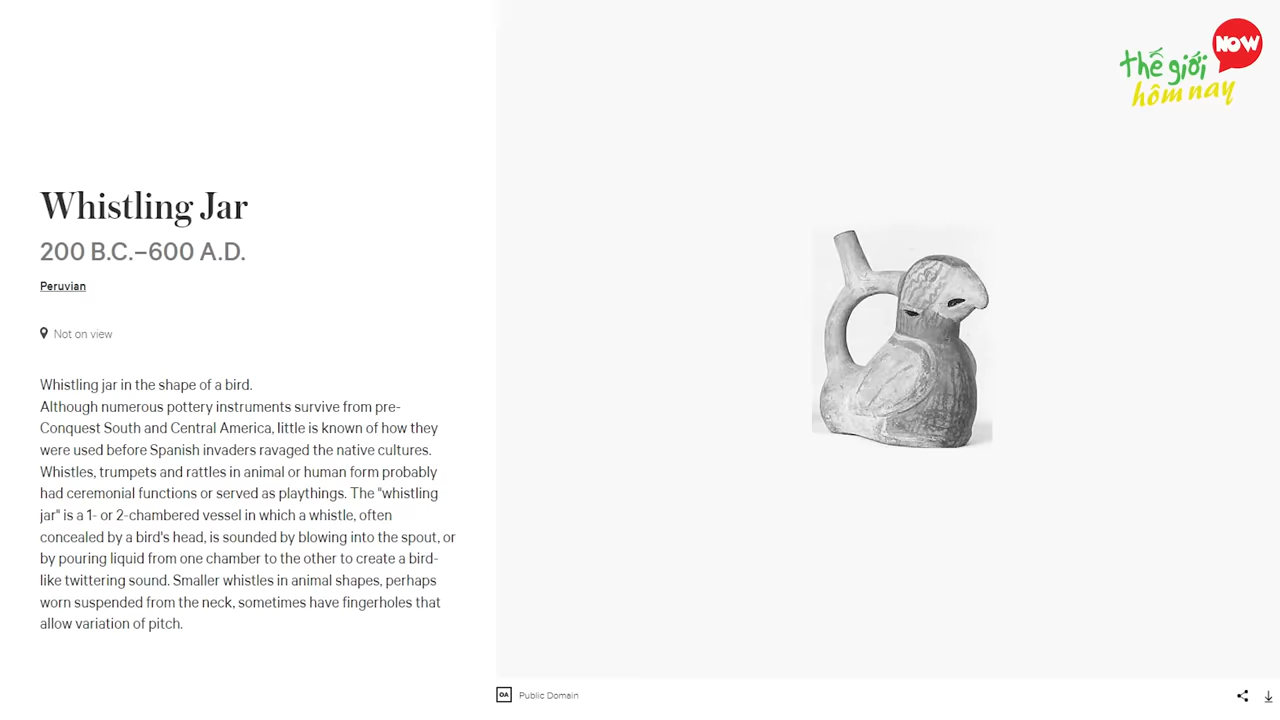 NOW
thế giới
hôm nay
Whistling Jar
200 B.C.–600 A.D.
Peruvian
Not on view
Whistling jar in the shape of a bird.
Although numerous pottery instruments survive from pre-
Conquest South and Central America, little is known of how they
were used before Spanish invaders ravaged the native cultures.
Whistles, trumpets and rattles in animal or human form probably
had ceremonial functions or served as playthings. The "whistling
jar" is a 1- or 2-chambered vessel in which a whistle, often
concealed by a bird's head, is sounded by blowing into the spout, or
by pouring liquid from one chamber to the other to create a bird-
like twittering sound. Smaller whistles in animal shapes, perhaps
worn suspended from the neck, sometimes have fingerholes that
allow variation of pitch.
OA Public Domain